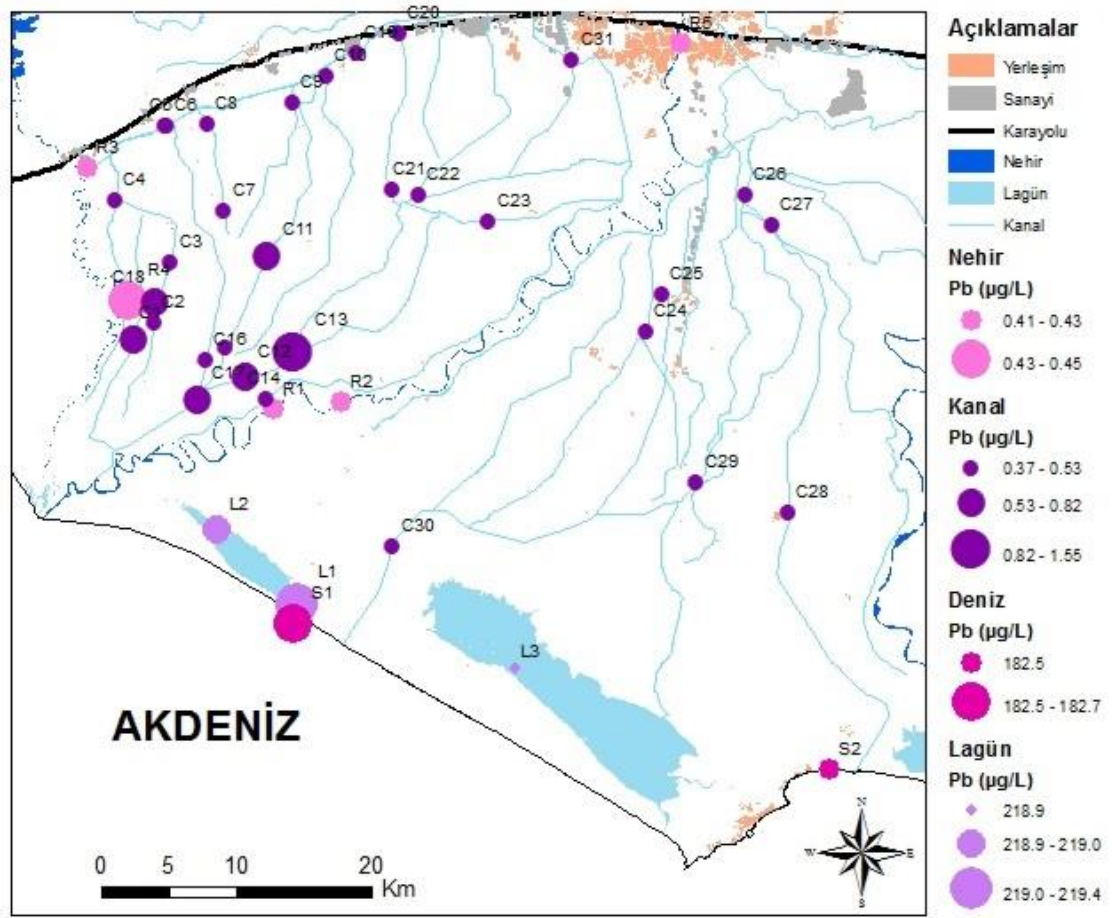 C20
R5
C19
C31
C10
C9
C6
C8
R3
C4
C7
C21
C22
C23
C26
C27
C11
C3
C18
R4
C2
C25
C24
C16
C13
C12
C17
C14
R1
R2
C29
C28
C30
L2
L1
S1
L3
S2
AKDENİZ
0 5 10 20
Km
N
W
E
S
Açıklamalar
Yerleşim
Sanayi
Karayolu
Nehir
Lagün
Kanal
Nehir
Pb (µg/L)
0.41 - 0.43
0.43 - 0.45
Kanal
Pb (µg/L)
0.37 - 0.53
0.53 - 0.82
0.82 - 1.55
Deniz
Pb (µg/L)
182.5
182.5 - 182.7
Lagün
Pb (µg/L)
218.9
218.9 - 219.0
219.0 - 219.4